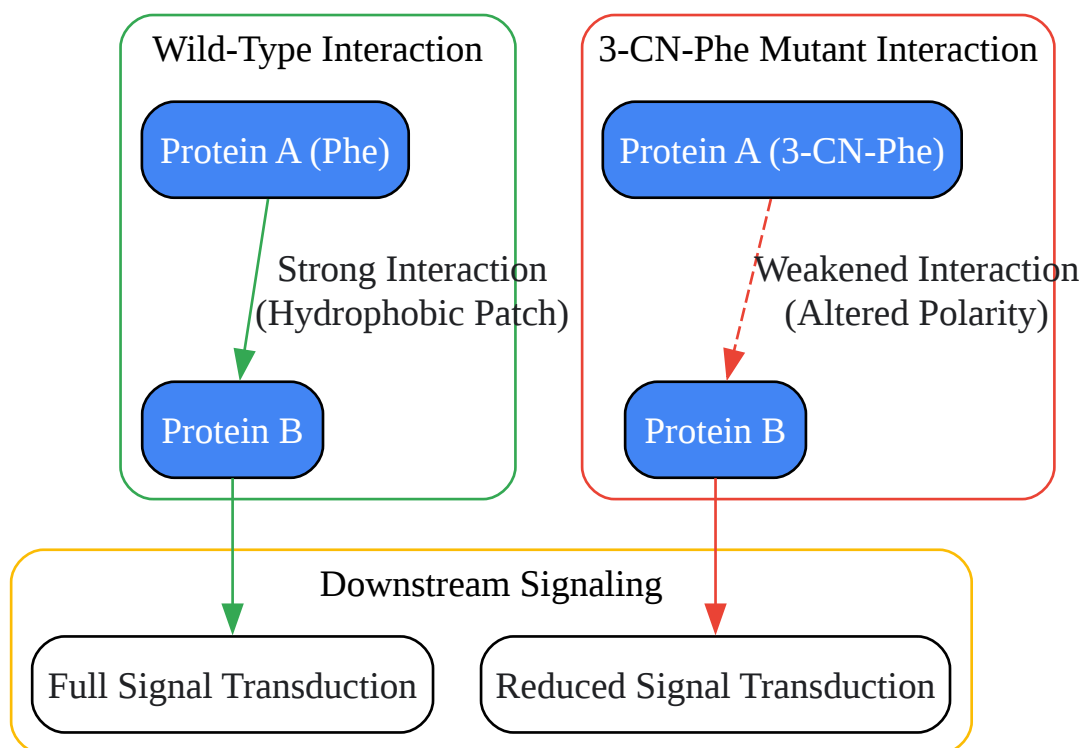 Wild-Type Interaction
Protein A (Phe)
Strong Interaction
(Hydrophobic Patch)
Protein B
3-CN-Phe Mutant Interaction
Protein A (3-CN-Phe)
Weakened Interaction
(Altered Polarity)
Protein B
Downstream Signaling
Full Signal Transduction
Reduced Signal Transduction